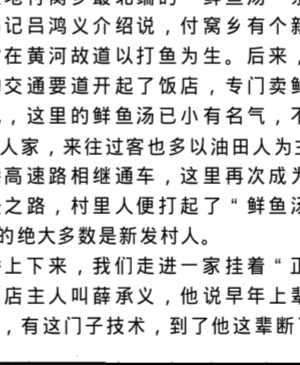 记吕鸿义介绍说，付窝乡有个新
在黄河故道以打鱼为生。后来，
交通要道开起了饭店，专门卖鲜
，这里的鲜鱼汤已小有名气，不
人家，来往过客也多以油田人为主
高速路相继通车，这里再次成为
之路，村里人便打起了“鲜鱼汤
的绝大多数是新发村人。
上下来，我们走进一家挂着“正
店主人叫薛承义，他说早年上辈
，有这门子技术，到了他这辈断了